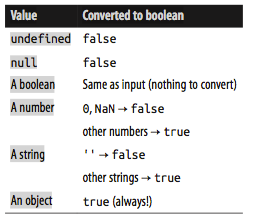 Value Converted to boolean
undefined false
null false
A boolean Same as input (nothing to convert)
A number 0, NaN → false
other numbers → true
A string '' → false
other strings → true
An object true (always!)